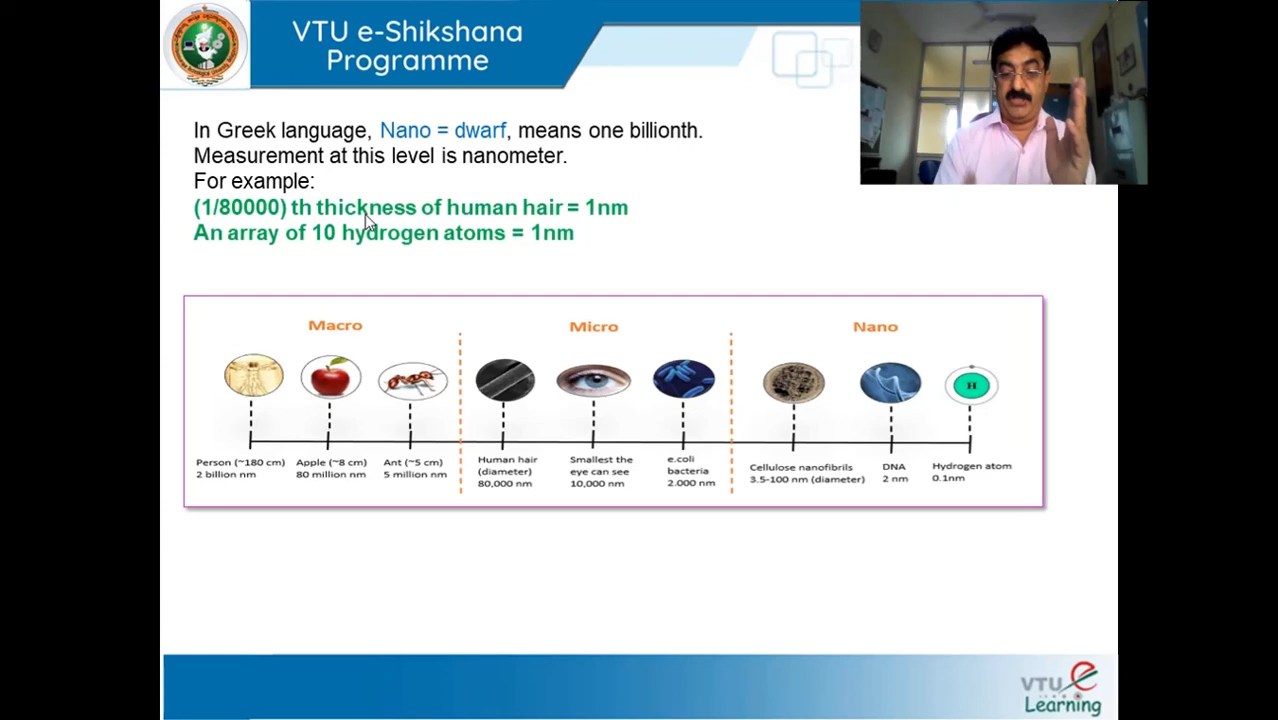 VTU e-Shikshana
Programme
In Greek language, Nano = dwarf, means one billionth.
Measurement at this level is nanometer.
For example:
(1/80000) th thickness of human hair = 1nm
An array of 10 hydrogen atoms = 1nm
Macro
Micro
Nano
H
Person (~180 cm)
2 billion nm
Apple (~8 cm)
80 million nm
Ant (~5 cm)
5 million nm
Human hair
(diameter)
80,000 nm
Smallest the
eye can see
10,000 nm
e.coli
bacteria
2.000 nm
Cellulose nanofibrils
3.5-100 nm (diameter)
DNA
2 nm
Hydrogen atom
0.1nm
VTU e
Learning